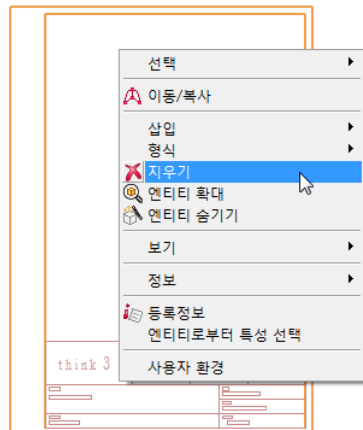 선택
이동/복사
삽입
형식
지우기
엔티티 확대
엔티티 숨기기
보기
정보
등록정보
엔티티로부터 특성 선택
사용자 환경
think 3